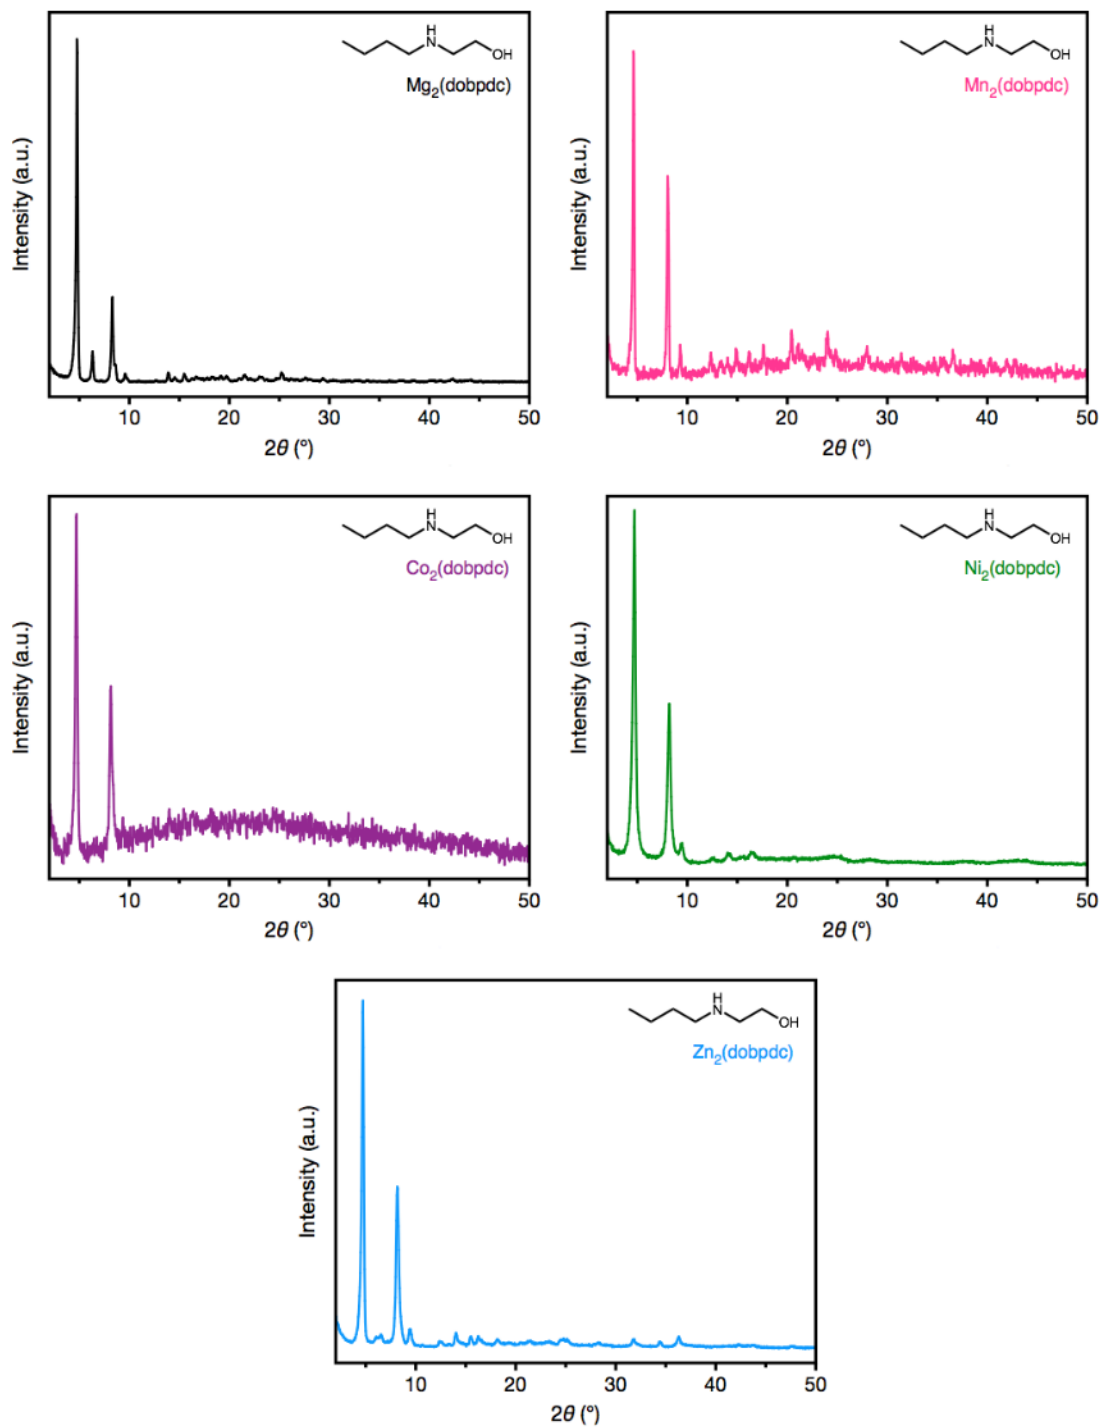 H
N
OH
Mg₂(dobpdc)
Intensity (a.u.)
10 20 30 40 50
2θ (°)
H
N
OH
Mn₂(dobpdc)
Intensity (a.u.)
10 20 30 40 50
2θ (°)
H
N
OH
Co₂(dobpdc)
Intensity (a.u.)
10 20 30 40 50
2θ (°)
H
N
OH
Ni₂(dobpdc)
Intensity (a.u.)
10 20 30 40 50
2θ (°)
H
N
OH
Zn₂(dobpdc)
Intensity (a.u.)
10 20 30 40 50
2θ (°)